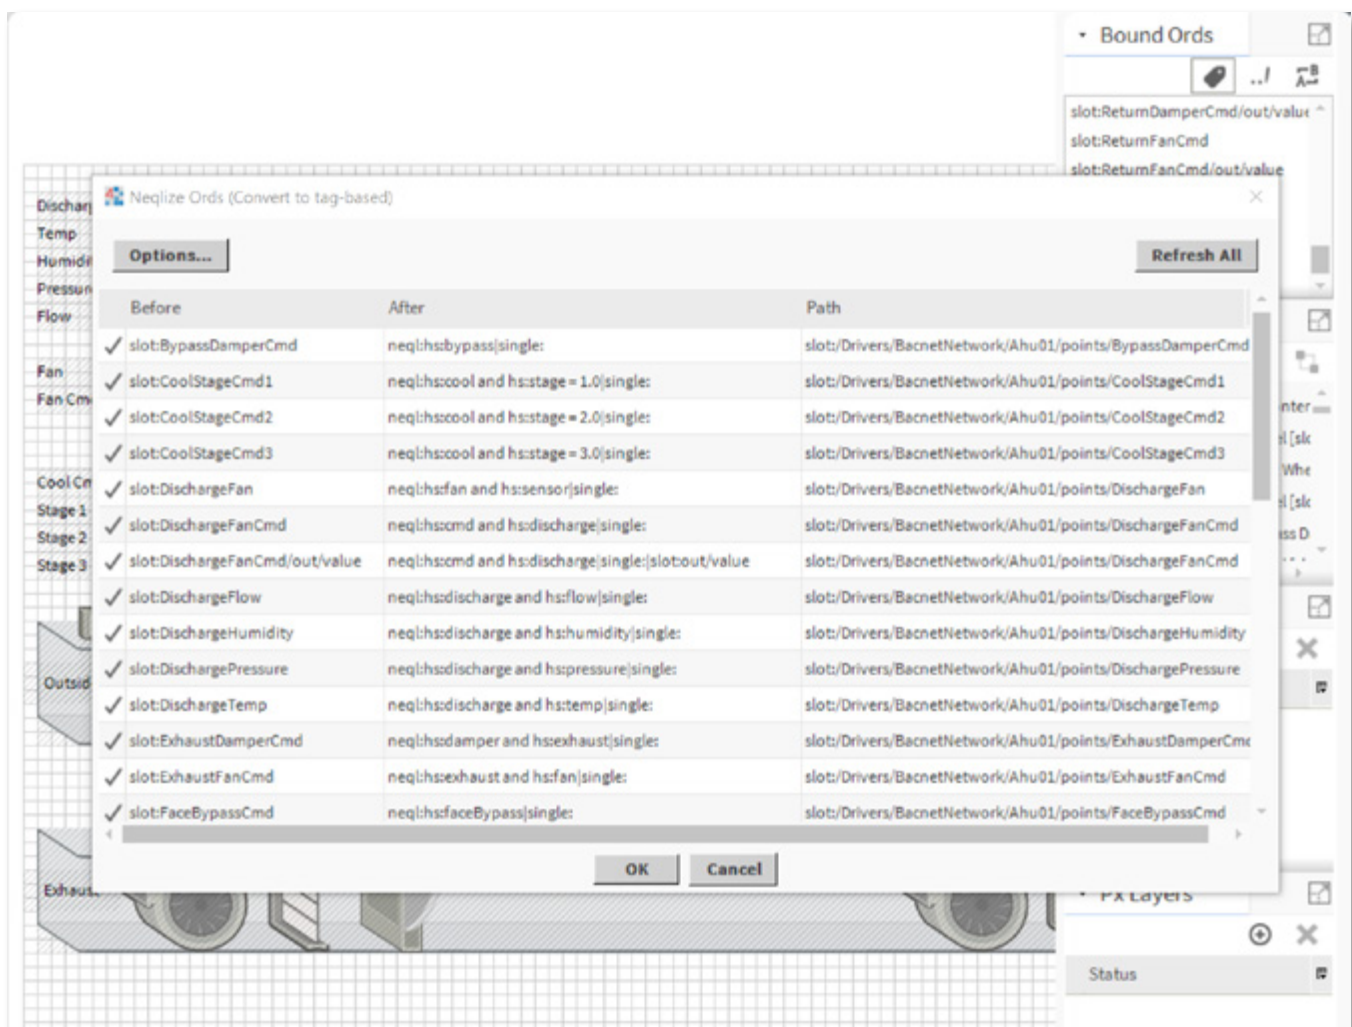 Bound Ords
../
slot:ReturnDamperCmd/out/value
slot:ReturnFanCmd
slot:ReturnFanCmd/out/value
Neqlize Ords (Convert to tag-based)
Options...
Refresh All
Before After Path
slot:BypassDamperCmd neql:hs:bypass|single: slot:/Drivers/BacnetNetwork/Ahu01/points/BypassDamperCmd
slot:CoolStageCmd1 neql:hs:cool and hs:stage = 1.0|single: slot:/Drivers/BacnetNetwork/Ahu01/points/CoolStageCmd1
slot:CoolStageCmd2 neql:hs:cool and hs:stage = 2.0|single: slot:/Drivers/BacnetNetwork/Ahu01/points/CoolStageCmd2
slot:CoolStageCmd3 neql:hs:cool and hs:stage = 3.0|single: slot:/Drivers/BacnetNetwork/Ahu01/points/CoolStageCmd3
slot:DischargeFan neql:hs:fan and hs:sensor|single: slot:/Drivers/BacnetNetwork/Ahu01/points/DischargeFan
slot:DischargeFanCmd neql:hs:cmd and hs:discharge|single: slot:/Drivers/BacnetNetwork/Ahu01/points/DischargeFanCmd
slot:DischargeFanCmd/out/value neql:hs:cmd and hs:discharge|single:|slot:out/value slot:/Drivers/BacnetNetwork/Ahu01/points/DischargeFanCmd
slot:DischargeFlow neql:hs:discharge and hs:flow|single: slot:/Drivers/BacnetNetwork/Ahu01/points/DischargeFlow
slot:DischargeHumidity neql:hs:discharge and hs:humidity|single: slot:/Drivers/BacnetNetwork/Ahu01/points/DischargeHumidity
slot:DischargePressure neql:hs:discharge and hs:pressure|single: slot:/Drivers/BacnetNetwork/Ahu01/points/DischargePressure
slot:DischargeTemp neql:hs:discharge and hs:temp|single: slot:/Drivers/BacnetNetwork/Ahu01/points/DischargeTemp
slot:ExhaustDamperCmd neql:hs:damper and hs:exhaust|single: slot:/Drivers/BacnetNetwork/Ahu01/points/ExhaustDamperCmd
slot:ExhaustFanCmd neql:hs:exhaust and hs:fan|single: slot:/Drivers/BacnetNetwork/Ahu01/points/ExhaustFanCmd
slot:FaceBypassCmd neql:hs:faceBypass|single: slot:/Drivers/BacnetNetwork/Ahu01/points/FaceBypassCmd
OK
Cancel
Temp
Flow
Fan
Stage 1
Stage 2
Stage 3
Px Layers
Status